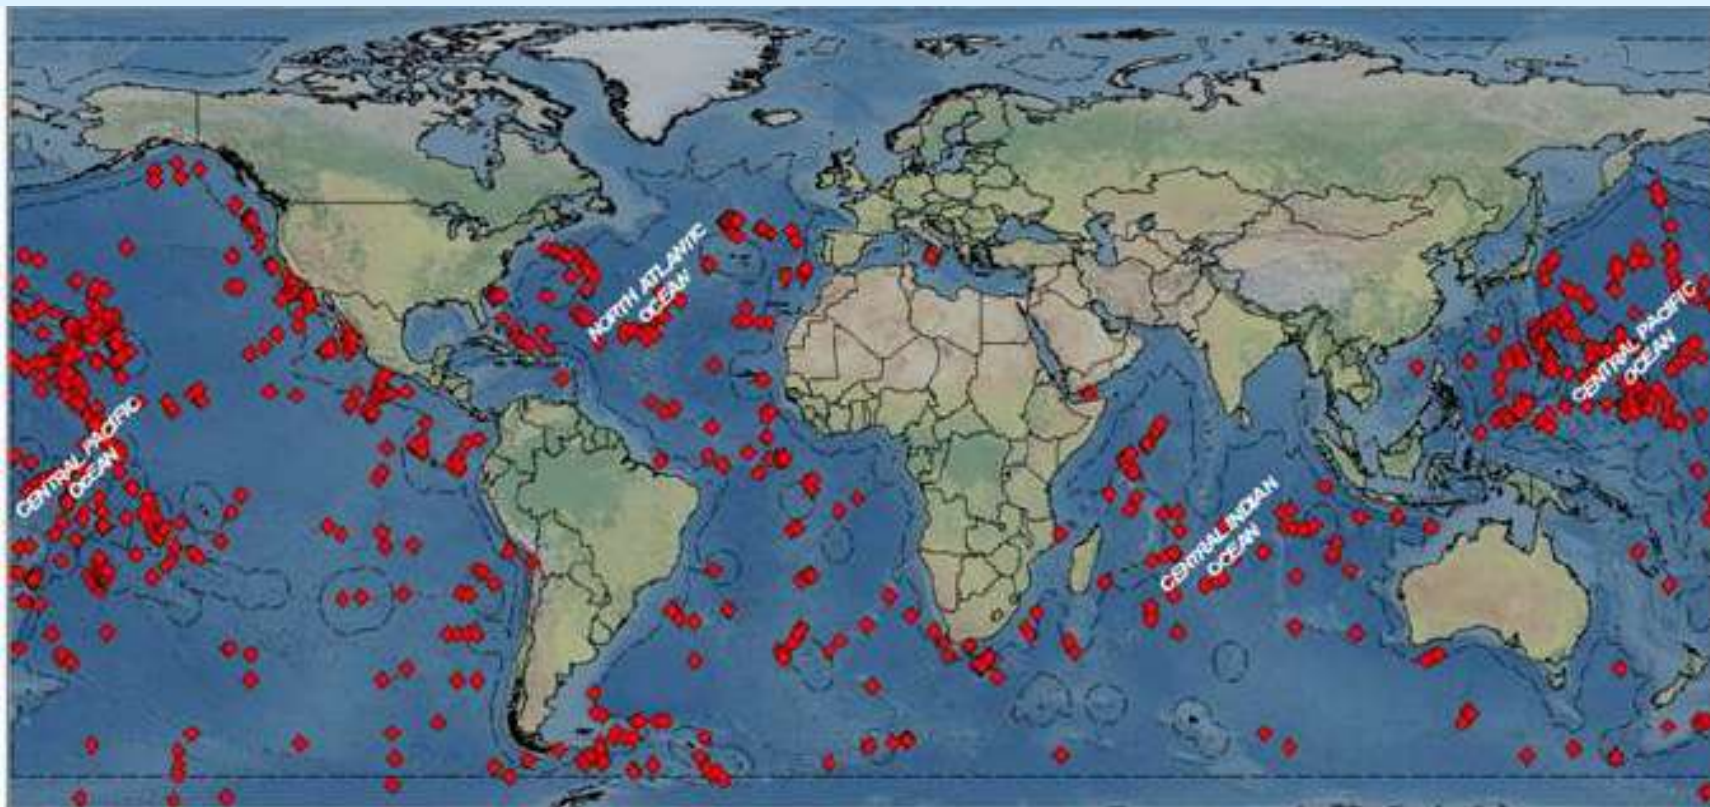 NORTH ATLANTIC
OCEAN
CENTRAL PACIFIC
OCEAN
CENTRAL PACIFIC
OCEAN
CENTRAL INDIAN
OCEAN